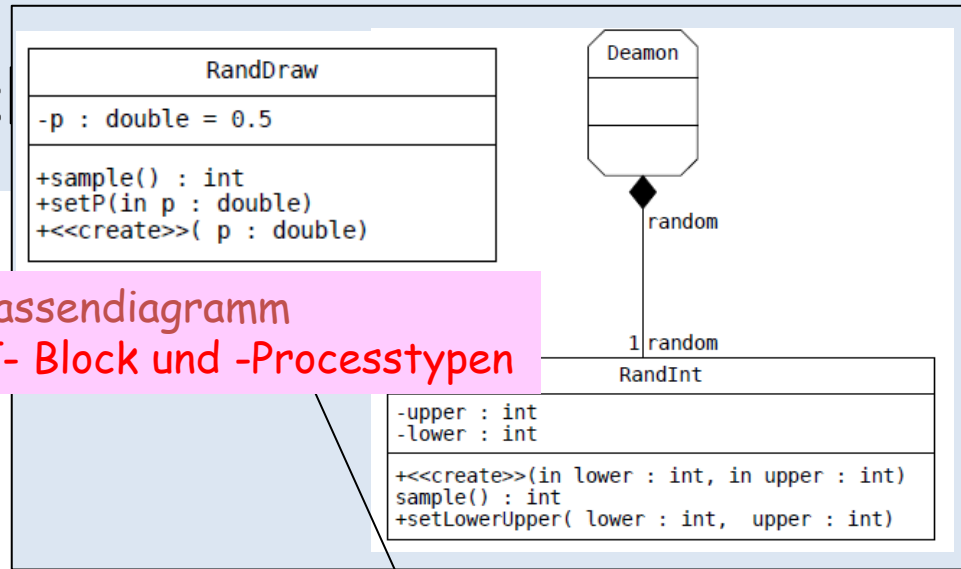 RandDraw
-p : double = 0.5
+sample() : int
+setP(in p : double)
+<<create>>( p : double)
Deamon
random
1 random
assendiagramm
- Block und -Processtypen
RandInt
-upper : int
-lower : int
+<<create>>(in lower : int, in upper : int)
sample() : int
+setLowerUpper( lower : int, upper : int)